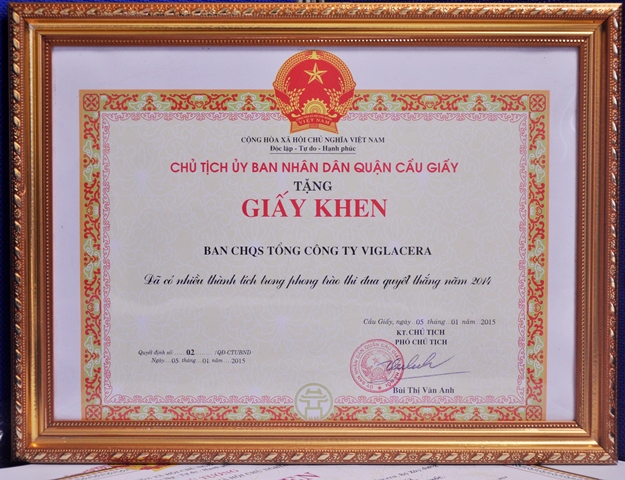 VIỆT NAM
CỘNG HÒA XÃ HỘI CHỦ NGHĨA VIỆT NAM
Độc lập - Tự do - Hạnh phúc
CHỦ TỊCH ỦY BAN NHÂN DÂN QUẬN CẦU GIẤY
TẶNG
GIẤY KHEN
BAN CHQS TỔNG CÔNG TY VIGLACERA
Đã có nhiều thành tích trong phong trào thi đua quyết thắng năm 2014
Cầu Giấy, ngày 05 tháng 01 năm 2015
KT. CHỦ TỊCH
PHÓ CHỦ TỊCH
Quyết định số: 02 /QĐ-CTUBND
Ngày 05 tháng 01 năm 2015
Bùi Thị Vân Anh